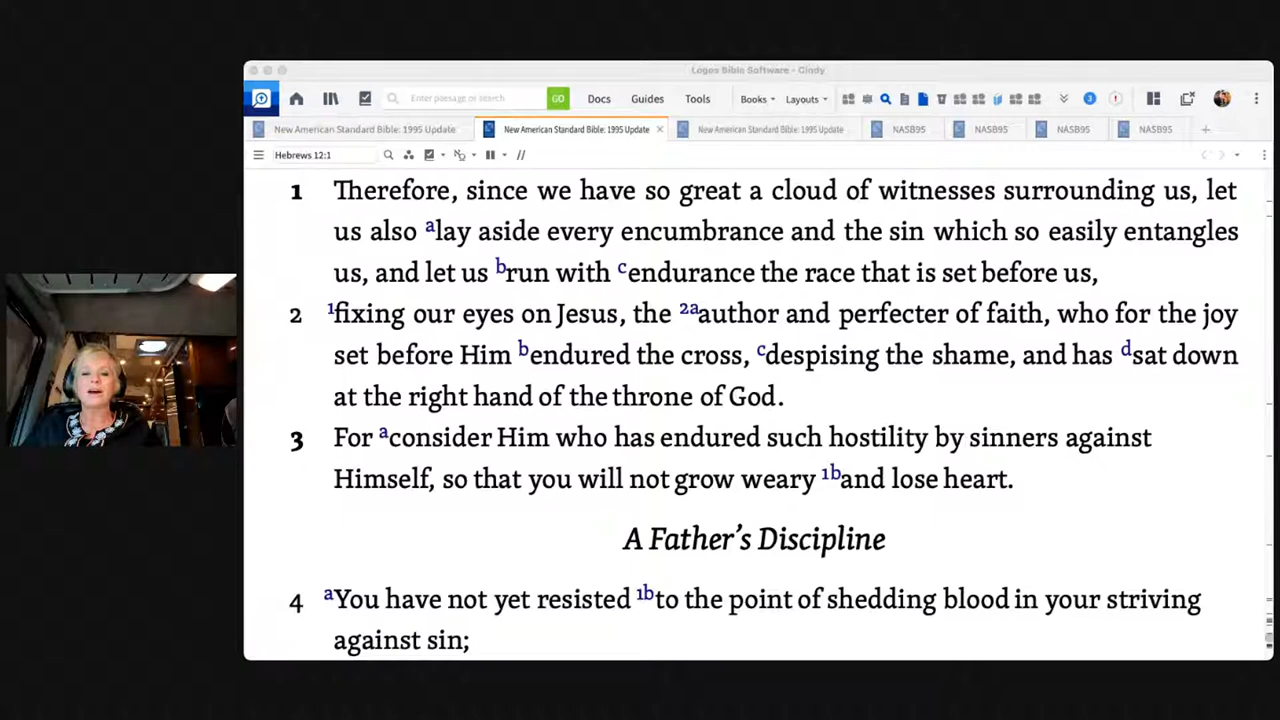 Logos Bible Software - Cindy
Enter passage or search GO Docs Guides Tools Books Layouts 3
New American Standard Bible: 1995 Update New American Standard Bible: 1995 Update New American Standard Bible: 1995 Update NASB95 NASB95 NASB95 NASB95
Hebrews 12:1
1 Therefore, since we have so great a cloud of witnesses surrounding us, let
us also alay aside every encumbrance and the sin which so easily entangles
us, and let us brun with cendurance the race that is set before us,
2 1fixing our eyes on Jesus, the 2aauthor and perfecter of faith, who for the joy
set before Him bendured the cross, cdespising the shame, and has dsat down
at the right hand of the throne of God.
3 For aconsider Him who has endured such hostility by sinners against
Himself, so that you will not grow weary 1band lose heart.
A Father's Discipline
4 aYou have not yet resisted 1bto the point of shedding blood in your striving
against sin;